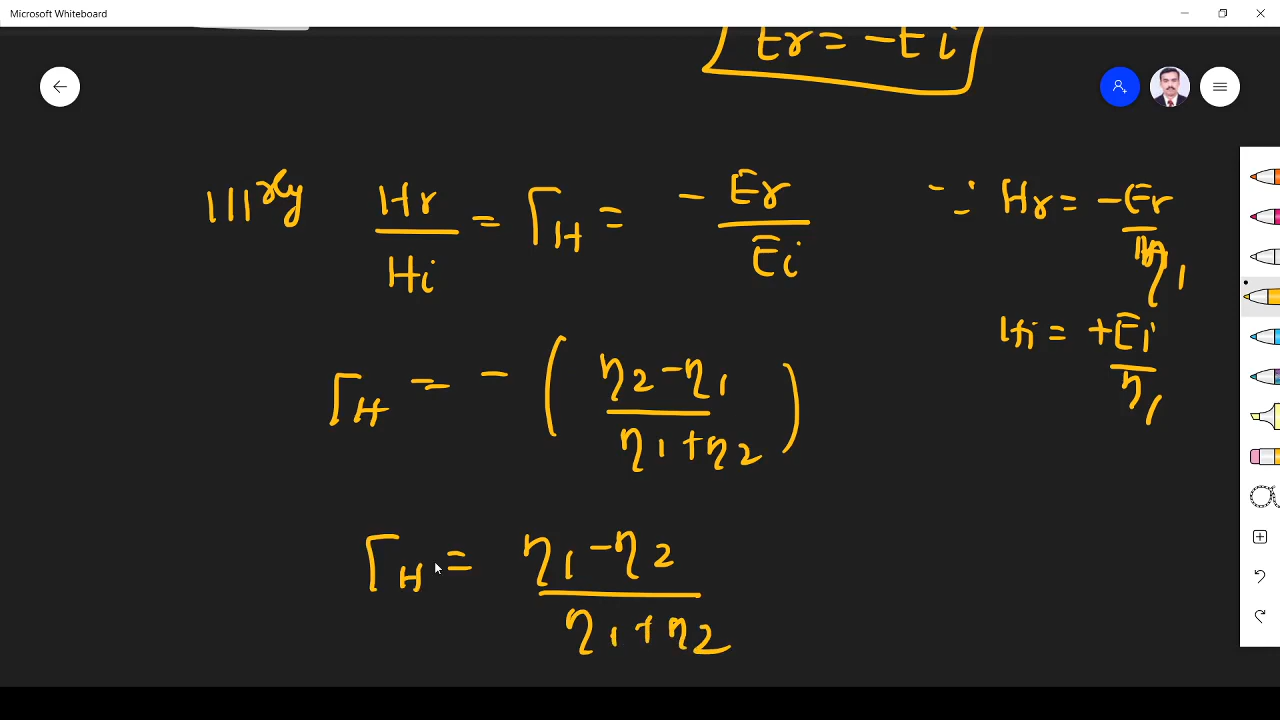 Microsoft Whiteboard
Er = -Ei
lllrly Hr/Hi = ΓH = - Er/Ei ∵ Hr = -Er/η1
Hi = +Ei/η1
ΓH = - ( η2-η1 / η1+η2 )
ΓH = η1-η2 / η1+η2